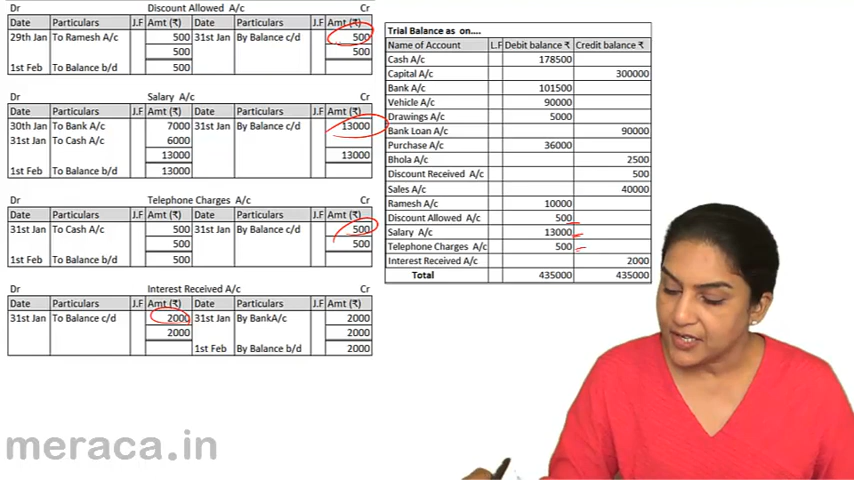 Dr Discount Allowed A/c Cr
Date Particulars J.F Amt (₹) Date Particulars J.F Amt (₹)
29th Jan To Ramesh A/c 500 31st Jan By Balance c/d 500
500 500
1st Feb To Balance b/d 500
Dr Salary A/c Cr
Date Particulars J.F Amt (₹) Date Particulars J.F Amt (₹)
30th Jan To Bank A/c 7000 31st Jan By Balance c/d 13000
31st Jan To Cash A/c 6000
13000 13000
1st Feb To Balance b/d 13000
Dr Telephone Charges A/c Cr
Date Particulars J.F Amt (₹) Date Particulars J.F Amt (₹)
31st Jan To Cash A/c 500 31st Jan By Balance c/d 500
500 500
1st Feb To Balance b/d 500
Dr Interest Received A/c Cr
Date Particulars J.F Amt (₹) Date Particulars J.F Amt (₹)
31st Jan To Balance c/d 2000 31st Jan By BankA/c 2000
2000 2000
1st Feb By Balance b/d 2000
Trial Balance as on....
Name of Account L.F Debit balance ₹ Credit balance ₹
Cash A/c 178500
Capital A/c 300000
Bank A/c 101500
Vehicle A/c 90000
Drawings A/c 5000
Bank Loan A/c 90000
Purchase A/c 36000
Bhola A/c 2500
Discount Received A/c 500
Sales A/c 40000
Ramesh A/c 10000
Discount Allowed A/c 500
Salary A/c 13000
Telephone Charges A/c 500
Interest Received A/c 2000
Total 435000 435000
meraca.in